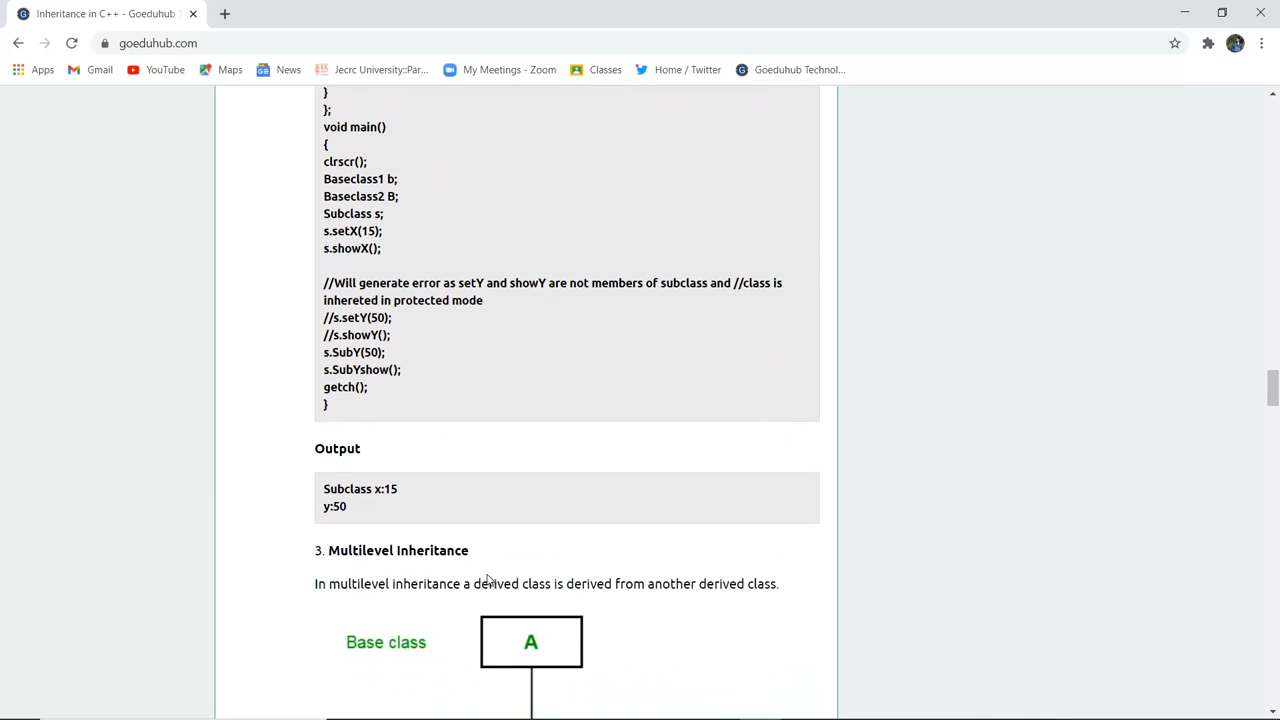 Inheritance in C++ - Goeduhub
goeduhub.com
Apps Gmail YouTube Maps News Jecrc University::Par... My Meetings - Zoom Classes Home / Twitter Goeduhub Technol...
}
};
void main()
{
clrscr();
Baseclass1 b;
Baseclass2 B;
Subclass s;
s.setX(15);
s.showX();
//Will generate error as setY and showY are not members of subclass and //class is
inhereted in protected mode
//s.setY(50);
//s.showY();
s.SubY(50);
s.SubYshow();
getch();
}
Output
Subclass x:15
y:50
3. Multilevel Inheritance
In multilevel inheritance a derived class is derived from another derived class.
Base class A